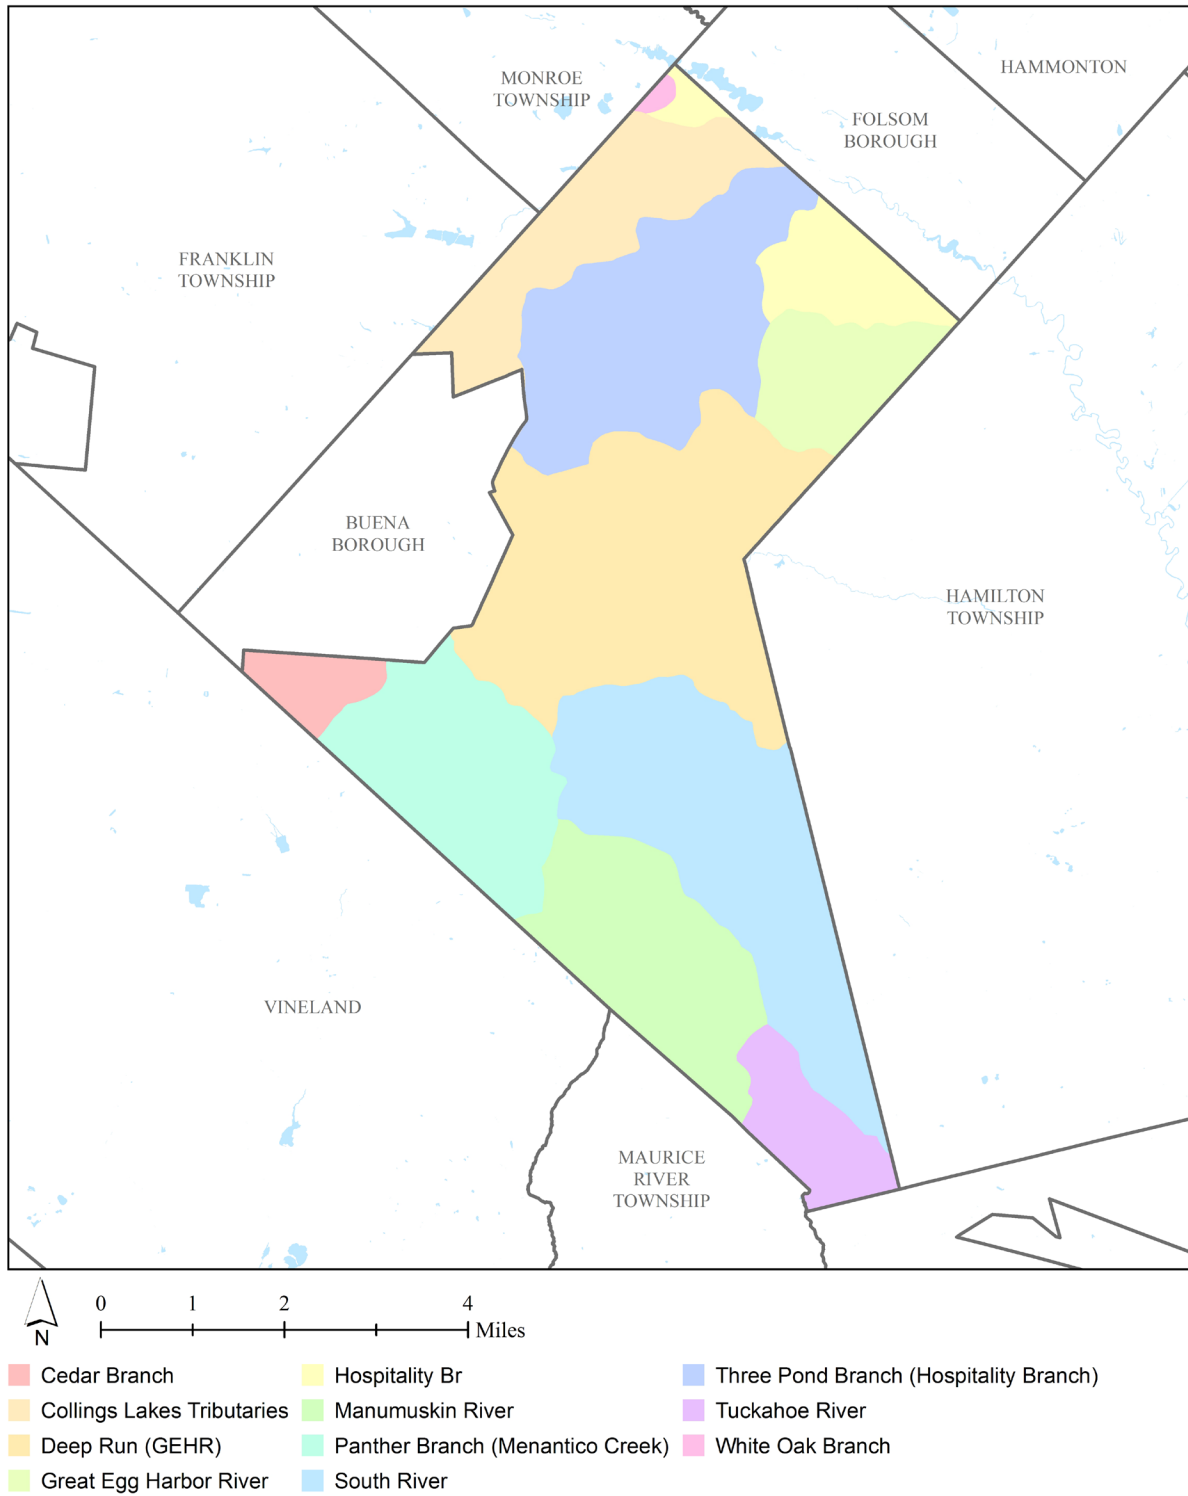 HAMMONTON
MONROE
TOWNSHIP
FOLSOM
BOROUGH
FRANKLIN
TOWNSHIP
BUENA
BOROUGH
HAMILTON
TOWNSHIP
VINELAND
MAURICE
RIVER
TOWNSHIP
N
0 1 2 4
Miles
Cedar Branch
Collings Lakes Tributaries
Deep Run (GEHR)
Great Egg Harbor River
Hospitality Br
Manumuskin River
Panther Branch (Menantico Creek)
South River
Three Pond Branch (Hospitality Branch)
Tuckahoe River
White Oak Branch